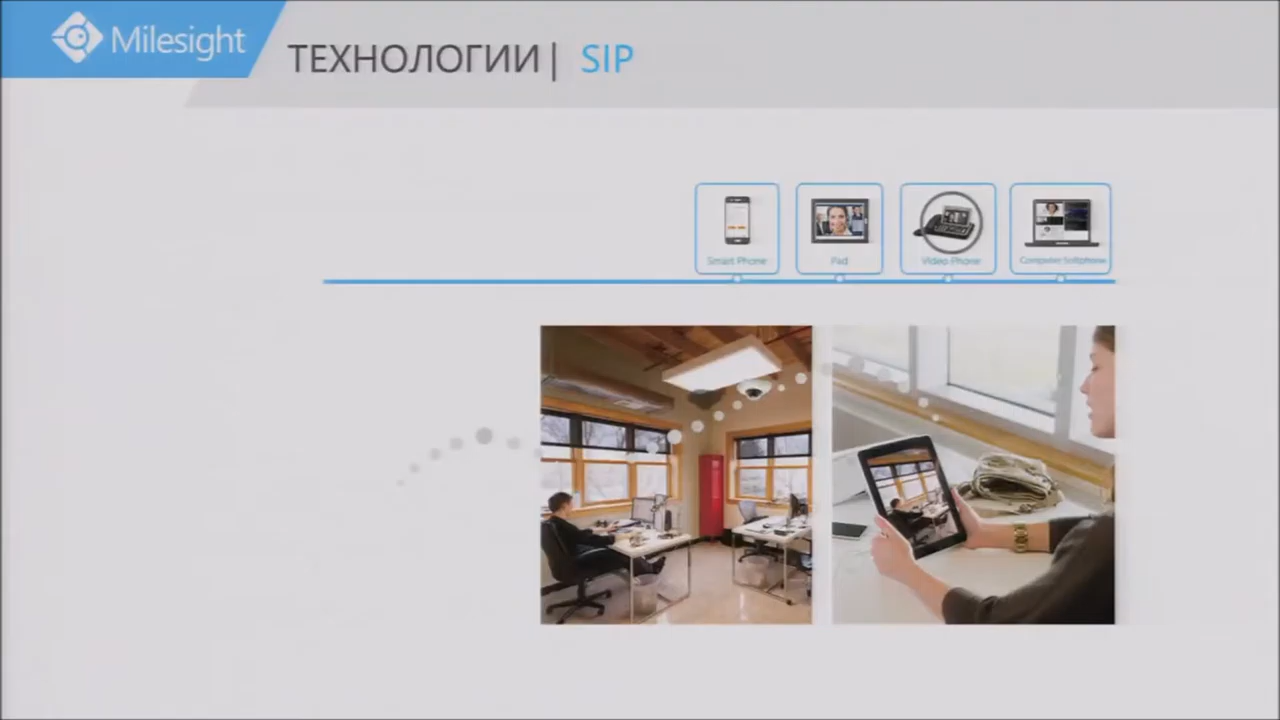 Milesight
ТЕХНОЛОГИИ| SIP
Smart Phone
Pad
Video Phone
Computer Softphone